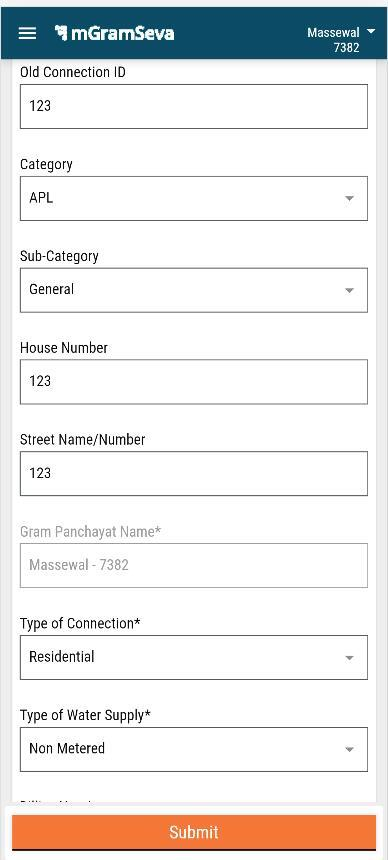 mGramSeva
Massewal
7382
Old Connection ID
123
Category
APL
Sub-Category
General
House Number
123
Street Name/Number
123
Gram Panchayat Name*
Massewal - 7382
Type of Connection*
Residential
Type of Water Supply*
Non Metered
Submit